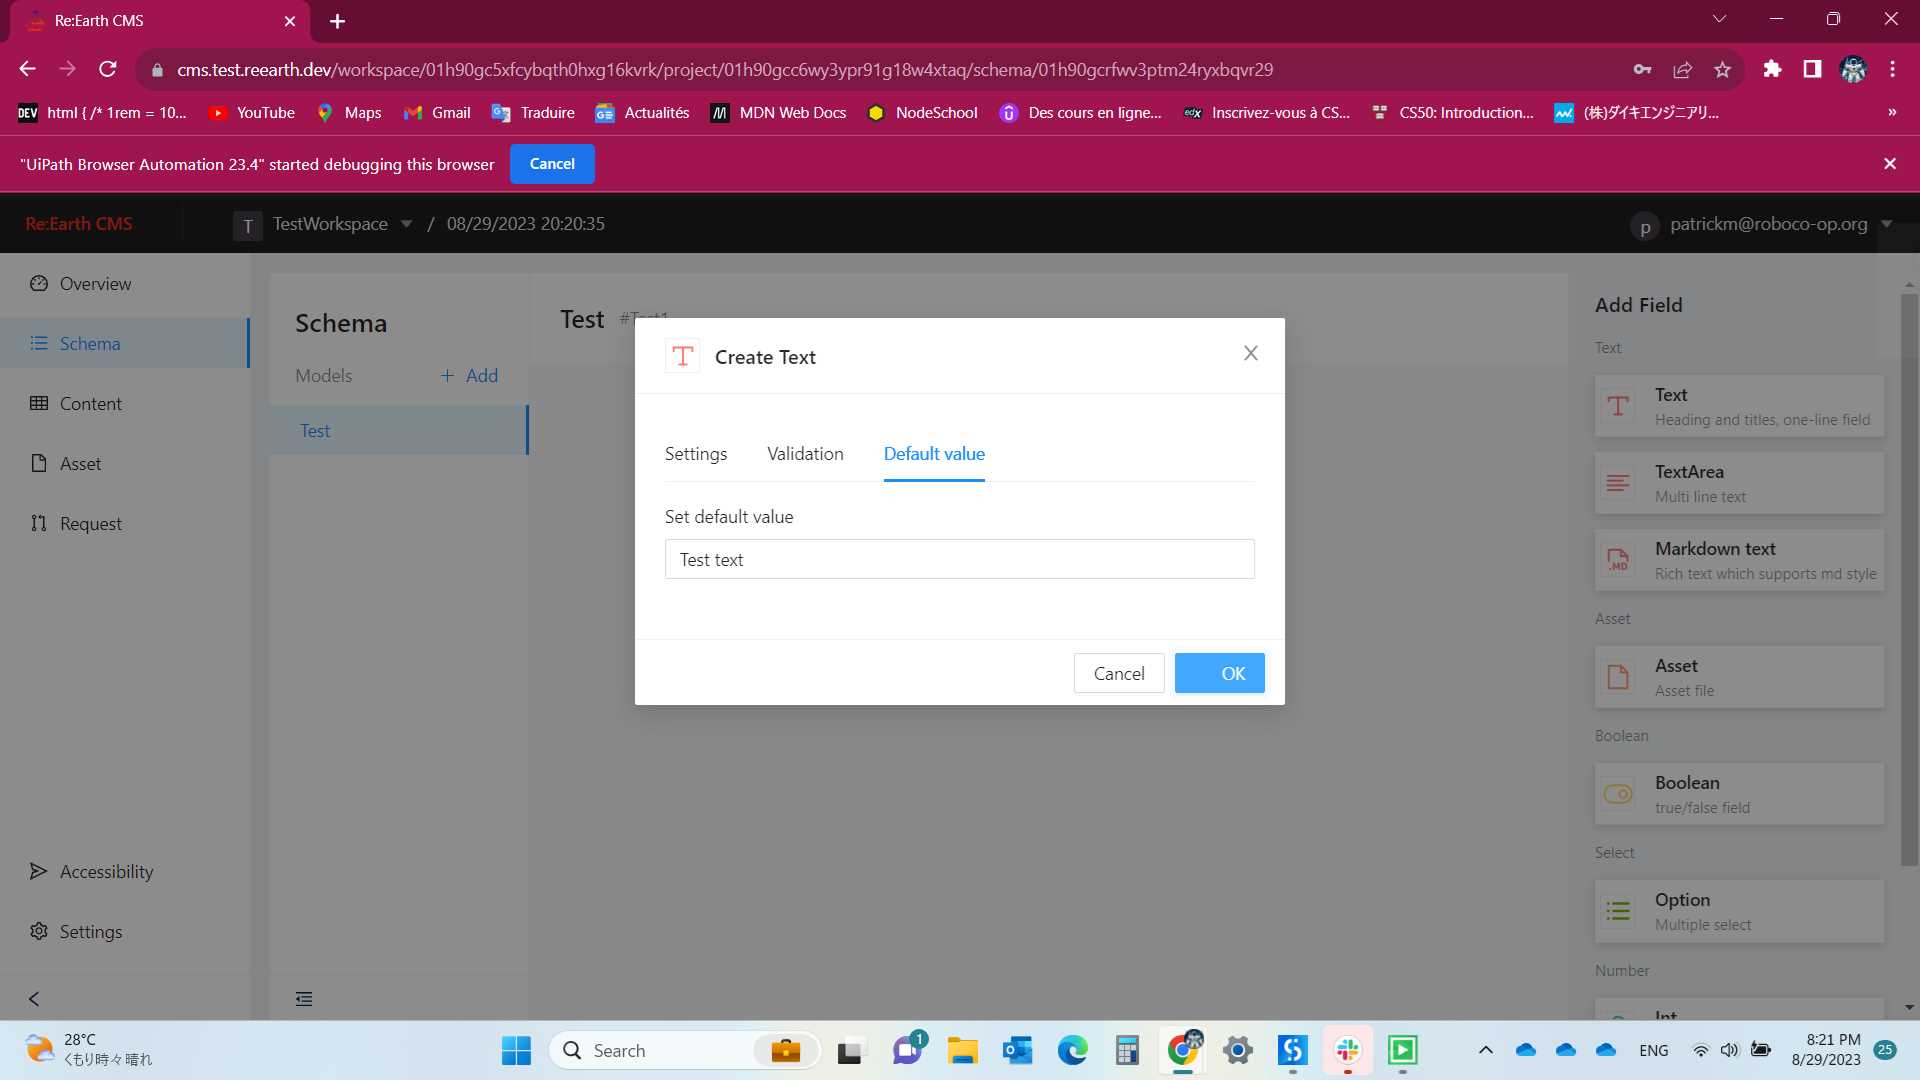 Re:Earth CMS
cms.test.reearth.dev/workspace/01h90gc5xfcybqth0hxg16kvrk/project/01h90gcc6wy3ypr91g18w4xtaq/schema/01h90gcrfwv3ptm24ryxbqvr29
DEV html { /* 1rem = 10... YouTube Maps Gmail Traduire Actualités MDN Web Docs NodeSchool Des cours en ligne... edX Inscrivez-vous à CS... CS50: Introduction... (株)ダイキエンジニアリ... »
"UiPath Browser Automation 23.4" started debugging this browser Cancel
Re:Earth CMS T TestWorkspace / 08/29/2023 20:20:35 p patrickm@roboco-op.org
Overview
Schema
Content
Asset
Request
Accessibility
Settings
Schema
Models + Add
Test
Test #Test1
Create Text
Settings Validation Default value
Set default value
Test text
Cancel OK
Add Field
Text
Text
Heading and titles, one-line field
TextArea
Multi line text
Markdown text
Rich text which supports md style
Asset
Asset
Asset file
Boolean
Boolean
true/false field
Select
Option
Multiple select
Number
Int
28°C
くもり時々晴れ
Search
1
ENG
8:21 PM
8/29/2023
25